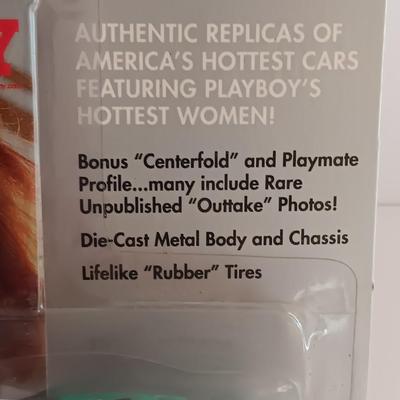 AUTHENTIC REPLICAS OF
AMERICA'S HOTTEST CARS
FEATURING PLAYBOY'S
HOTTEST WOMEN!
Bonus "Centerfold" and Playmate
Profile...many include Rare
Unpublished "Outtake" Photos!
Die-Cast Metal Body and Chassis
Lifelike "Rubber" Tires